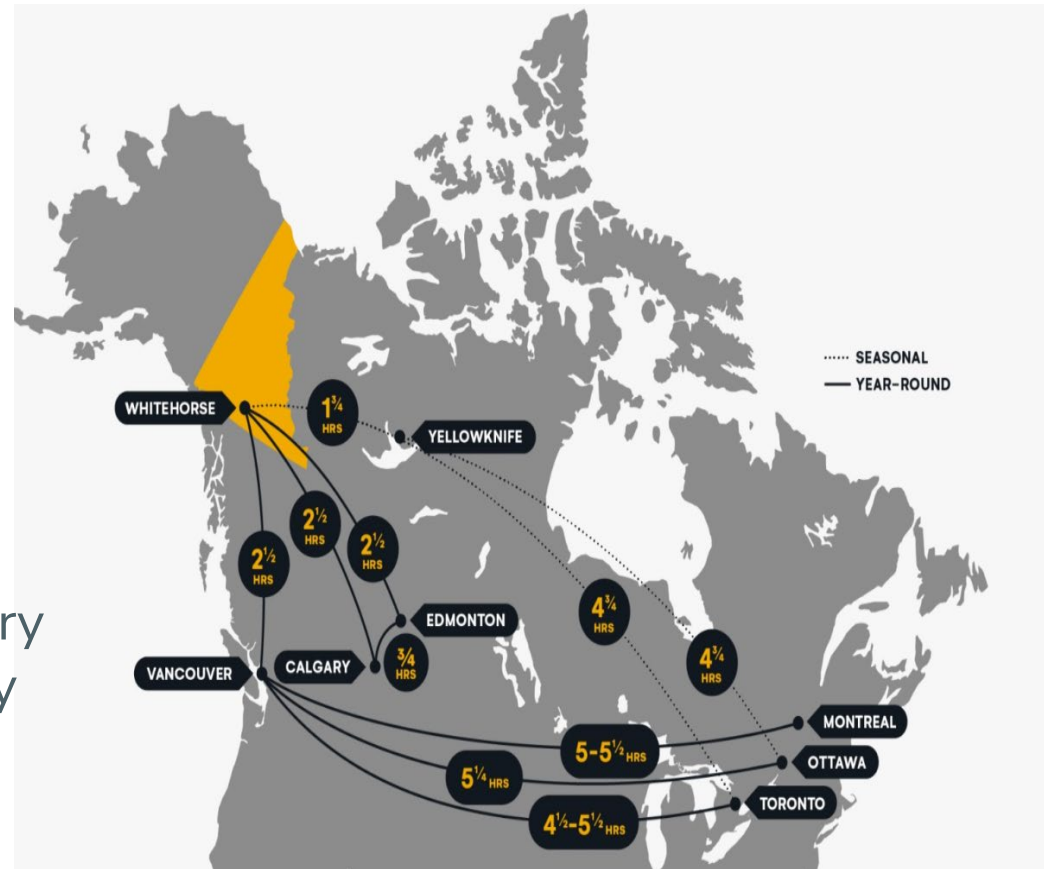 SEASONAL
YEAR-ROUND
WHITEHORSE
1¾
HRS
YELLOWKNIFE
2½
HRS
2½
HRS
2½
HRS
4¾
HRS
ry
EDMONTON
4¾
HRS
VANCOUVER
CALGARY
¾
HRS
y
MONTREAL
5-5½ HRS
OTTAWA
5¼ HRS
TORONTO
4½-5½ HRS